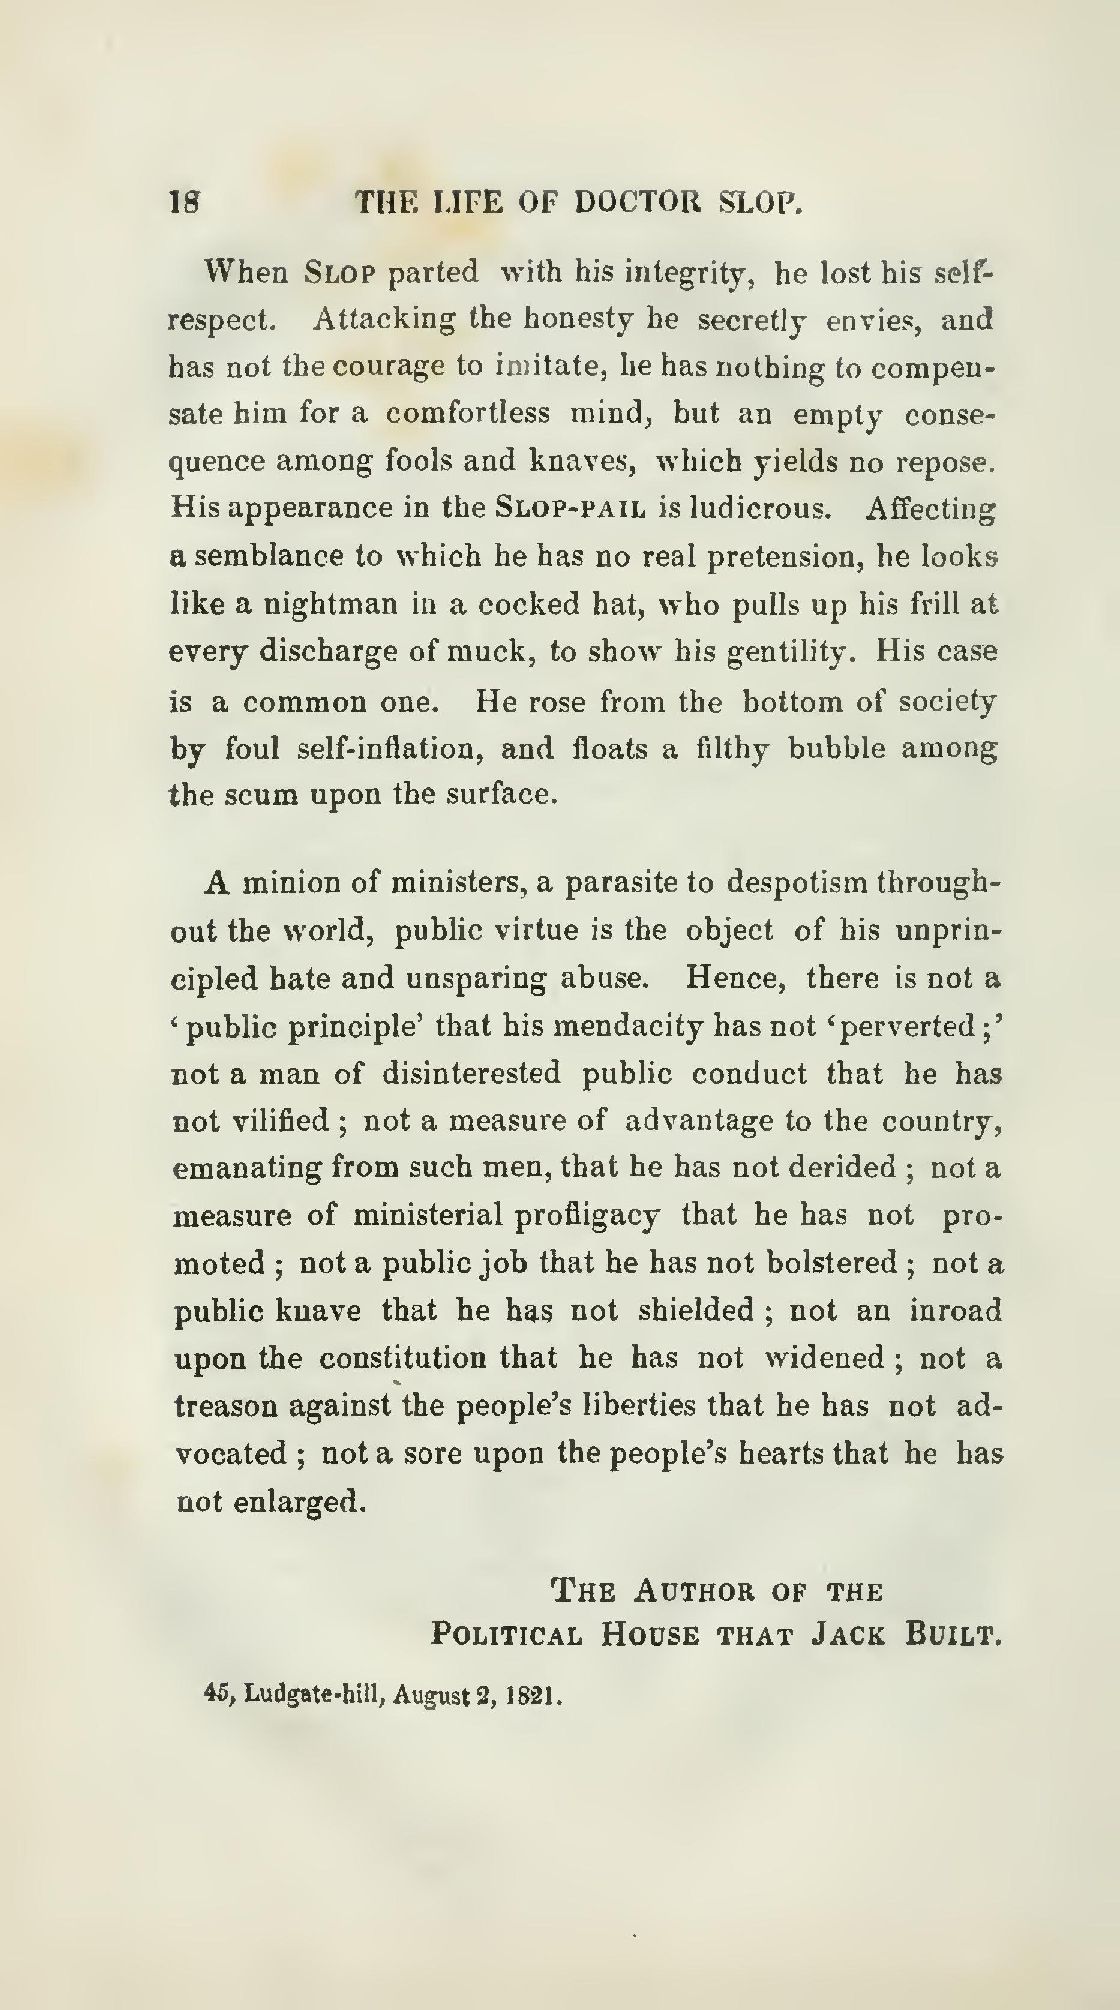 18 THE LIFE OF DOCTOR SLOP.
When SLOP parted with his integrity, he lost his self-
respect. Attacking the honesty he secretly envies, and
has not the courage to imitate, he has nothing to compen-
sate him for a comfortless mind, but an empty conse-
quence among fools and knaves, which yields no repose.
His appearance in the SLOP-PAIL is ludicrous. Affecting
a semblance to which he has no real pretension, he looks
like a nightman in a cocked hat, who pulls up his frill at
every discharge of muck, to show his gentility. His case
is a common one. He rose from the bottom of society
by foul self-inflation, and floats a filthy bubble among
the scum upon the surface.
A minion of ministers, a parasite to despotism through-
out the world, public virtue is the object of his unprin-
cipled hate and unsparing abuse. Hence, there is not a
‘public principle’ that his mendacity has not ‘perverted;’
not a man of disinterested public conduct that he has
not vilified; not a measure of advantage to the country,
emanating from such men, that he has not derided; not a
measure of ministerial profligacy that he has not pro-
moted; not a public job that he has not bolstered; not a
public knave that he has not shielded; not an inroad
upon the constitution that he has not widened; not a
treason against the people’s liberties that he has not ad-
vocated; not a sore upon the people’s hearts that he has
not enlarged.
THE AUTHOR OF THE
POLITICAL HOUSE THAT JACK BUILT.
45, Ludgate-hill, August 2, 1821.